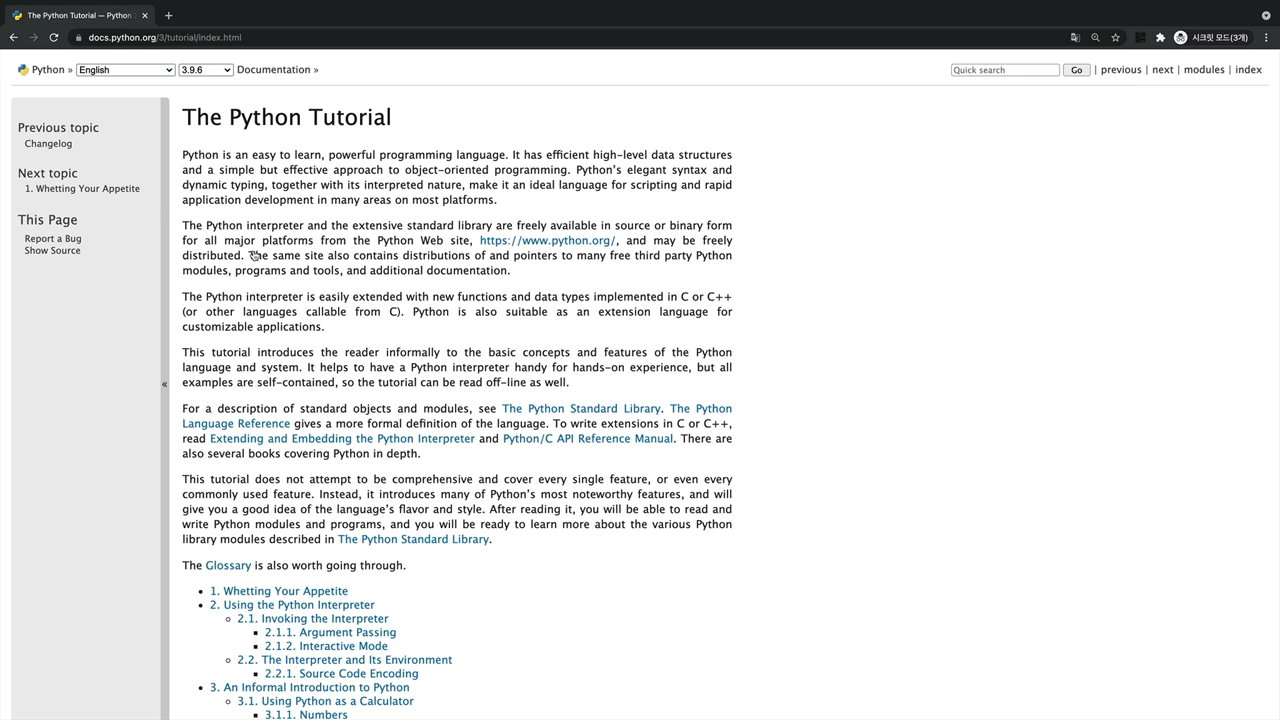 The Python Tutorial — Python
docs.python.org/3/tutorial/index.html
시크릿 모드(3개)
Python » English 3.9.6 Documentation »
Quick search Go | previous | next | modules | index
Previous topic
Changelog
Next topic
1. Whetting Your Appetite
This Page
Report a Bug
Show Source
«
The Python Tutorial
Python is an easy to learn, powerful programming language. It has efficient high-level data structures
and a simple but effective approach to object-oriented programming. Python's elegant syntax and
dynamic typing, together with its interpreted nature, make it an ideal language for scripting and rapid
application development in many areas on most platforms.
The Python interpreter and the extensive standard library are freely available in source or binary form
for all major platforms from the Python Web site, https://www.python.org/, and may be freely
distributed. The same site also contains distributions of and pointers to many free third party Python
modules, programs and tools, and additional documentation.
The Python interpreter is easily extended with new functions and data types implemented in C or C++
(or other languages callable from C). Python is also suitable as an extension language for
customizable applications.
This tutorial introduces the reader informally to the basic concepts and features of the Python
language and system. It helps to have a Python interpreter handy for hands-on experience, but all
examples are self-contained, so the tutorial can be read off-line as well.
For a description of standard objects and modules, see The Python Standard Library. The Python
Language Reference gives a more formal definition of the language. To write extensions in C or C++,
read Extending and Embedding the Python Interpreter and Python/C API Reference Manual. There are
also several books covering Python in depth.
This tutorial does not attempt to be comprehensive and cover every single feature, or even every
commonly used feature. Instead, it introduces many of Python's most noteworthy features, and will
give you a good idea of the language's flavor and style. After reading it, you will be able to read and
write Python modules and programs, and you will be ready to learn more about the various Python
library modules described in The Python Standard Library.
The Glossary is also worth going through.
• 1. Whetting Your Appetite
• 2. Using the Python Interpreter
◦ 2.1. Invoking the Interpreter
▪ 2.1.1. Argument Passing
▪ 2.1.2. Interactive Mode
◦ 2.2. The Interpreter and Its Environment
▪ 2.2.1. Source Code Encoding
• 3. An Informal Introduction to Python
◦ 3.1. Using Python as a Calculator
▪ 3.1.1. Numbers